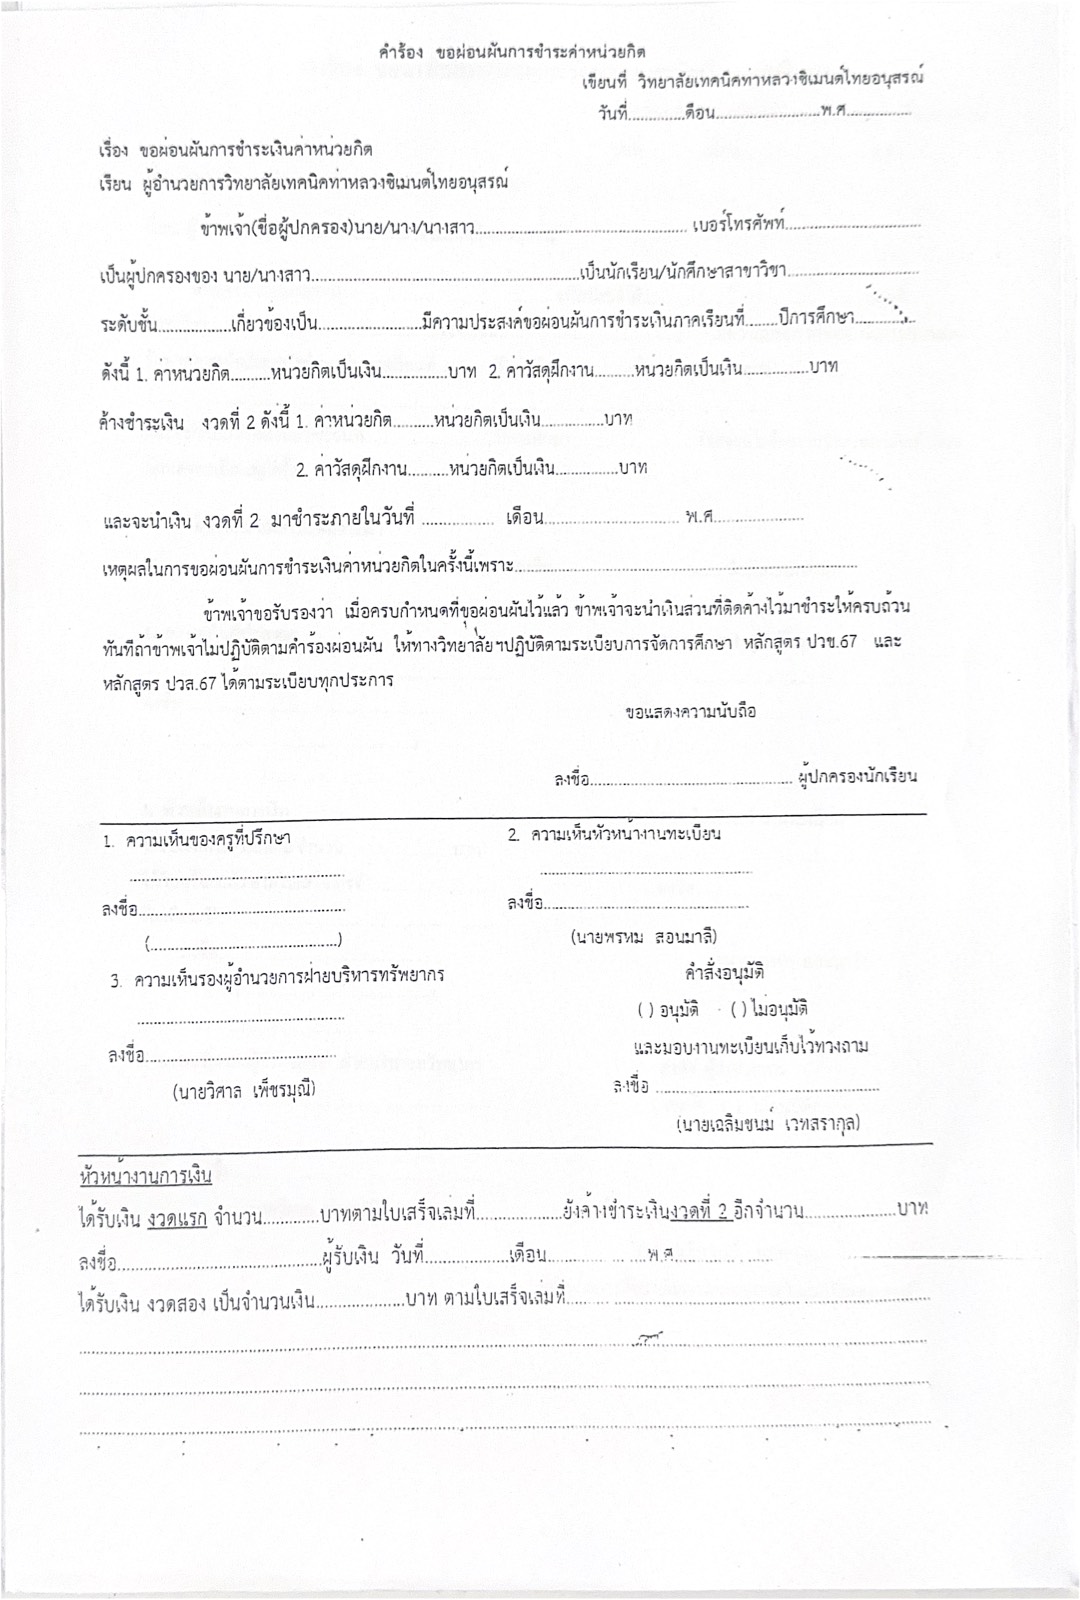 คำร้อง ขอผ่อนผันการชำระค่าหน่วยกิต
เขียนที่ วิทยาลัยเทคนิคท่าหลวงซิเมนต์ไทยอนุสรณ์
วันที่..............ดือน..........................พ.ศ................
เรื่อง ขอผ่อนผันการชำระเงินค่าหน่วยกิต
เรียน ผู้อำนวยการวิทยาลัยเทคนิคท่าหลวงซิเมนต์ไทยอนุสรณ์
ข้าพเจ้า(ชื่อผู้ปกครอง)นาย/นาง/นางสาว..................................................... เบอร์โทรศัพท์..................................
เป็นผู้ปกครองของ นาย/นางสาว...................................................................เป็นนักเรียน/นักศึกษาสาขาวิชา.................................
ระดับชั้น..................เกี่ยวข้องเป็น..........................มีความประสงค์ขอผ่อนผันการชำระเงินภาคเรียนที่........ปีการศึกษา...............
ดังนี้ 1. ค่าหน่วยกิต..........หน่วยกิตเป็นเงิน................บาท 2. ค่าวัสดุฝึกงาน..........หน่วยกิตเป็นเงิน................บาท
ค้างชำระเงิน งวดที่ 2 ดังนี้ 1. ค่าหน่วยกิต..........หน่วยกิตเป็นเงิน................บาท
2. ค่าวัสดุฝึกงาน..........หน่วยกิตเป็นเงิน................บาท
และจะนำเงิน งวดที่ 2 มาชำระภายในวันที่ .................. เดือน.................................. พ.ศ.......................
เหตุผลในการขอผ่อนผันการชำระเงินค่าหน่วยกิตในครั้งนี้เพราะ......................................................................................
ข้าพเจ้าขอรับรองว่า เมื่อครบกำหนดที่ขอผ่อนผันไว้แล้ว ข้าพเจ้าจะนำเงินส่วนที่ติดค้างไว้มาชำระให้ครบถ้วน
ทันทีถ้าข้าพเจ้าไม่ปฏิบัติตามคำร้องผ่อนผัน ให้ทางวิทยาลัยฯปฏิบัติตามระเบียบการจัดการศึกษา หลักสูตร ปวช.67 และ
หลักสูตร ปวส.67 ได้ตามระเบียบทุกประการ
ขอแสดงความนับถือ
ลงชื่อ................................................... ผู้ปกครองนักเรียน
1. ความเห็นของครูที่ปรึกษา
2. ความเห็นหัวหน้างานทะเบียน
......................................................
......................................................
ลงชื่อ....................................................
ลงชื่อ....................................................
(...............................................)
(นายพรหม สอนมาลี)
3. ความเห็นรองผู้อำนวยการฝ่ายบริหารทรัพยากร
คำสั่งอนุมัติ
......................................................
( ) อนุมัติ ( ) ไม่อนุมัติ
ลงชื่อ................................................
และมอบงานทะเบียนเก็บไว้ทวงถาม
(นายวิศาล เพ็ชรมุณี)
ลงชื่อ ........................................................
(นายเฉลิมชนม์ เวทสรากุล)
หัวหน้างานการเงิน
ได้รับเงิน งวดแรก จำนวน..............บาทตามใบเสร็จเล่มที่......................ยังค้างชำระเงินงวดที่ 2 อีกจำนวน.......................บาท
ลงชื่อ...................................................ผู้รับเงิน วันที่.....................เดือน.........................พ.ศ.........................
ได้รับเงิน งวดสอง เป็นจำนวนเงิน......................บาท ตามใบเสร็จเล่มที่..........................................................................................